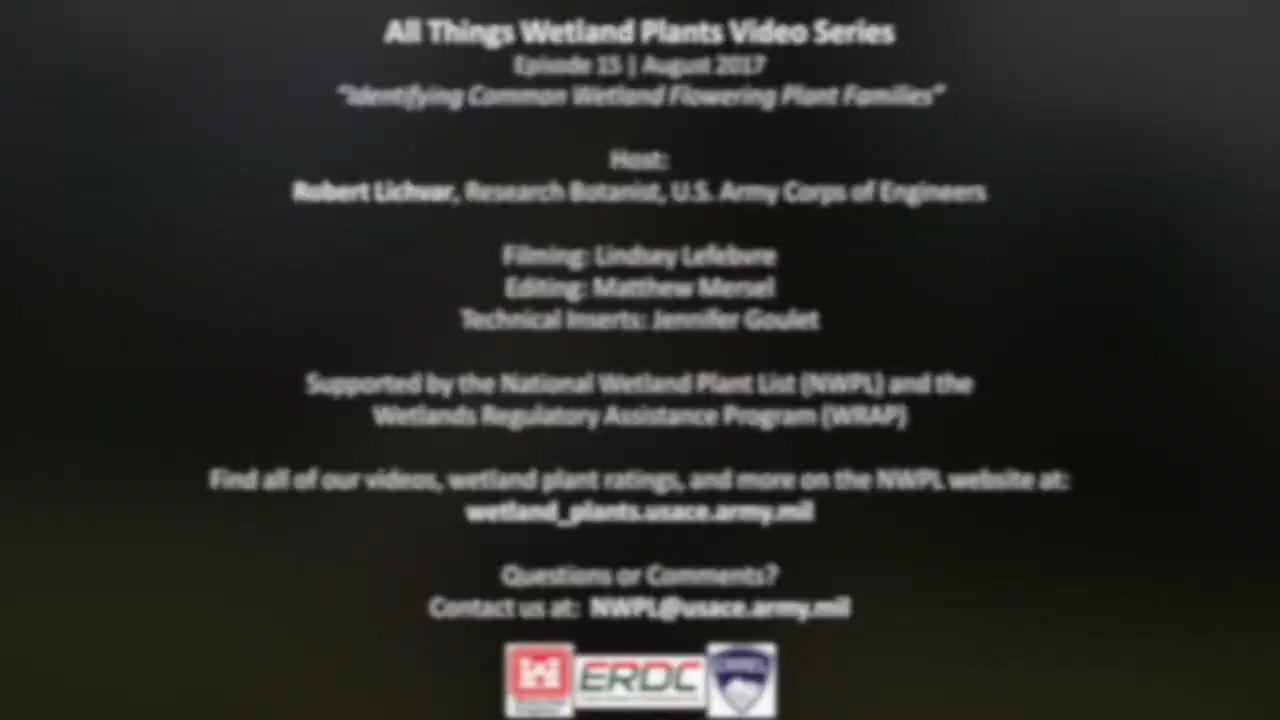 All Things Wetland Plants Video Series
Episode 15 | August 2017
"Identifying Common Wetland Flowering Plant Families"
Host:
Robert Lichvar, Research Botanist, U.S. Army Corps of Engineers
Filming: Lindsey Lefebvre
Editing: Matthew Mersel
Technical Inserts: Jennifer Goulet
Supported by the National Wetland Plant List (NWPL) and the
Wetlands Regulatory Assistance Program (WRAP)
Find all of our videos, wetland plant ratings, and more on the NWPL website at:
wetland_plants.usace.army.mil
Questions or Comments?
Contact us at: NWPL@usace.army.mil
ERDC